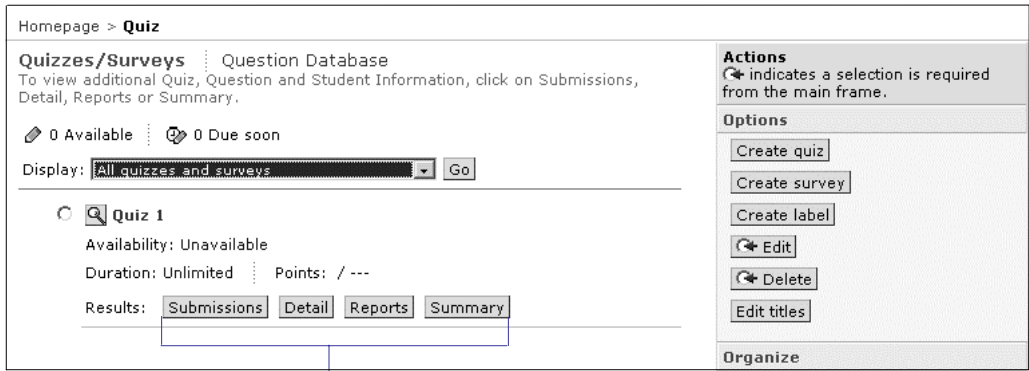 Homepage > Quiz
Quizzes/Surveys Question Database
To view additional Quiz, Question and Student Information, click on Submissions,
Detail, Reports or Summary.
0 Available 0 Due soon
Display: All quizzes and surveys Go
Quiz 1
Availability: Unavailable
Duration: Unlimited Points: / ---
Results: Submissions Detail Reports Summary
Actions
indicates a selection is required
from the main frame.
Options
Create quiz
Create survey
Create label
Edit
Delete
Edit titles
Organize